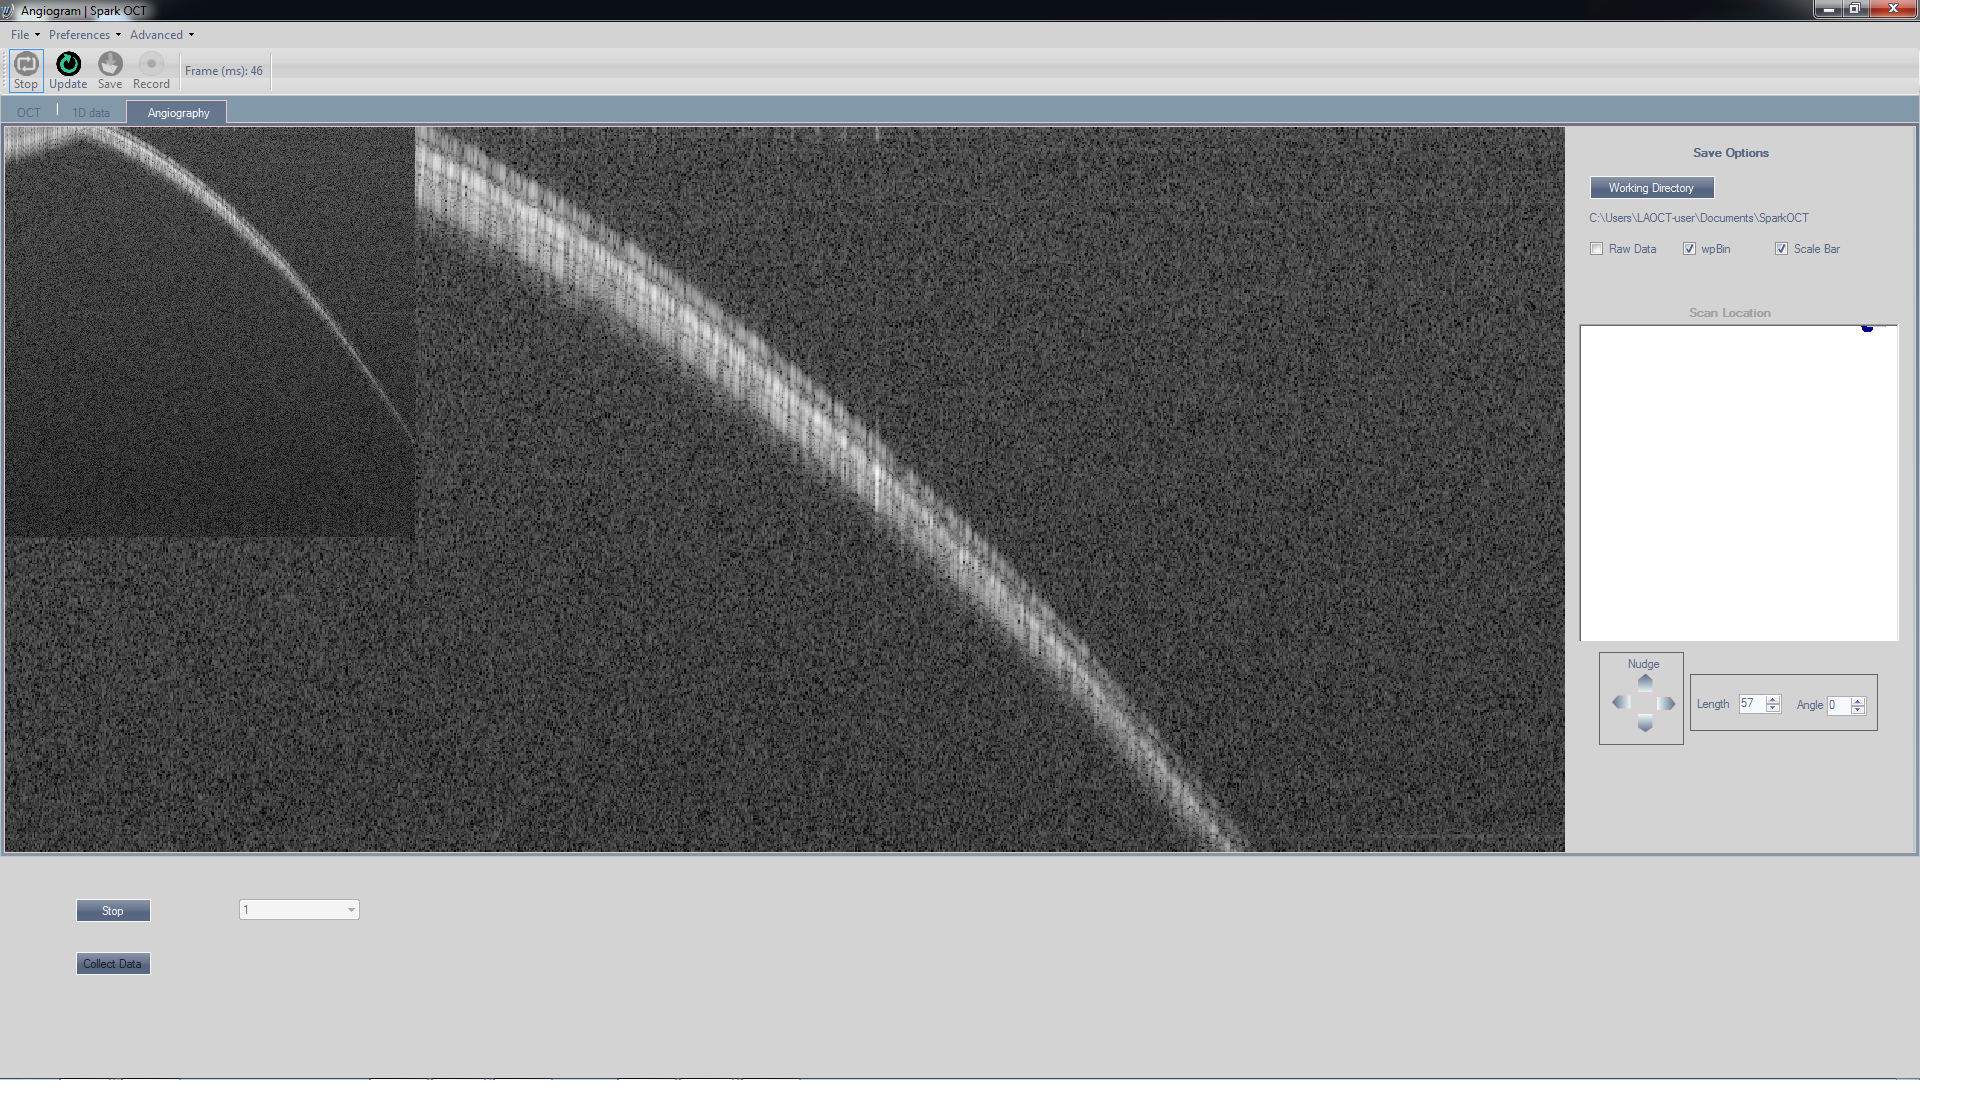 Angiogram | Spark OCT
File Preferences Advanced
Stop Update Save Record Frame (ms): 46
OCT 1D data Angiography
Save Options
Working Directory
C:\Users\LAOCT-user\Documents\SparkOCT
Raw Data wpBin Scale Bar
Scan Location
Nudge
Length 57 Angle 0
Stop 1
Collect Data